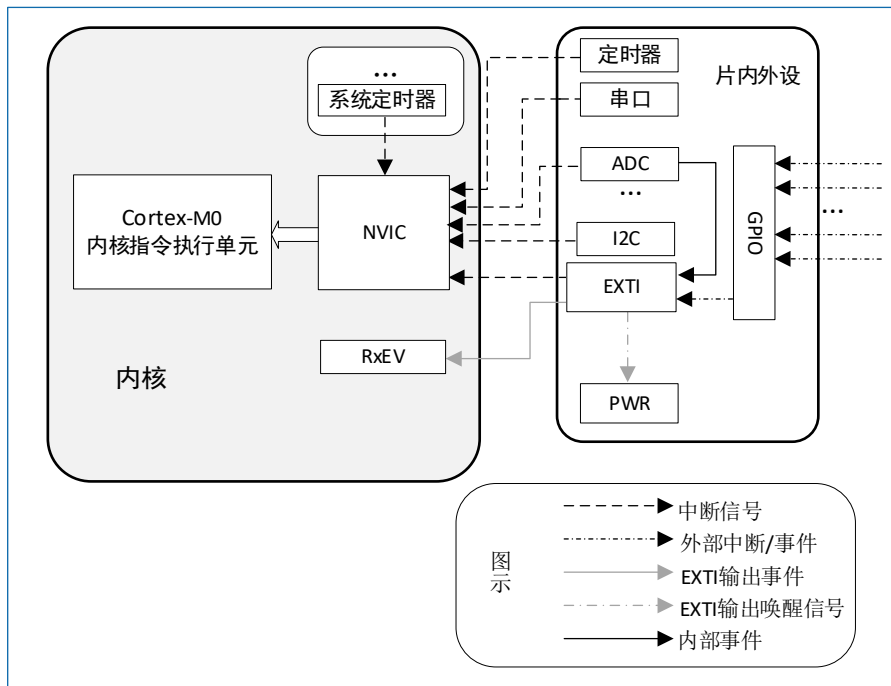 ...
系统定时器
Cortex-M0
内核指令执行单元
NVIC
RxEV
内核
定时器
串口
片内外设
ADC
...
I2C
EXTI
PWR
GPIO
...
图示
中断信号
外部中断/事件
EXTI输出事件
EXTI输出唤醒信号
内部事件